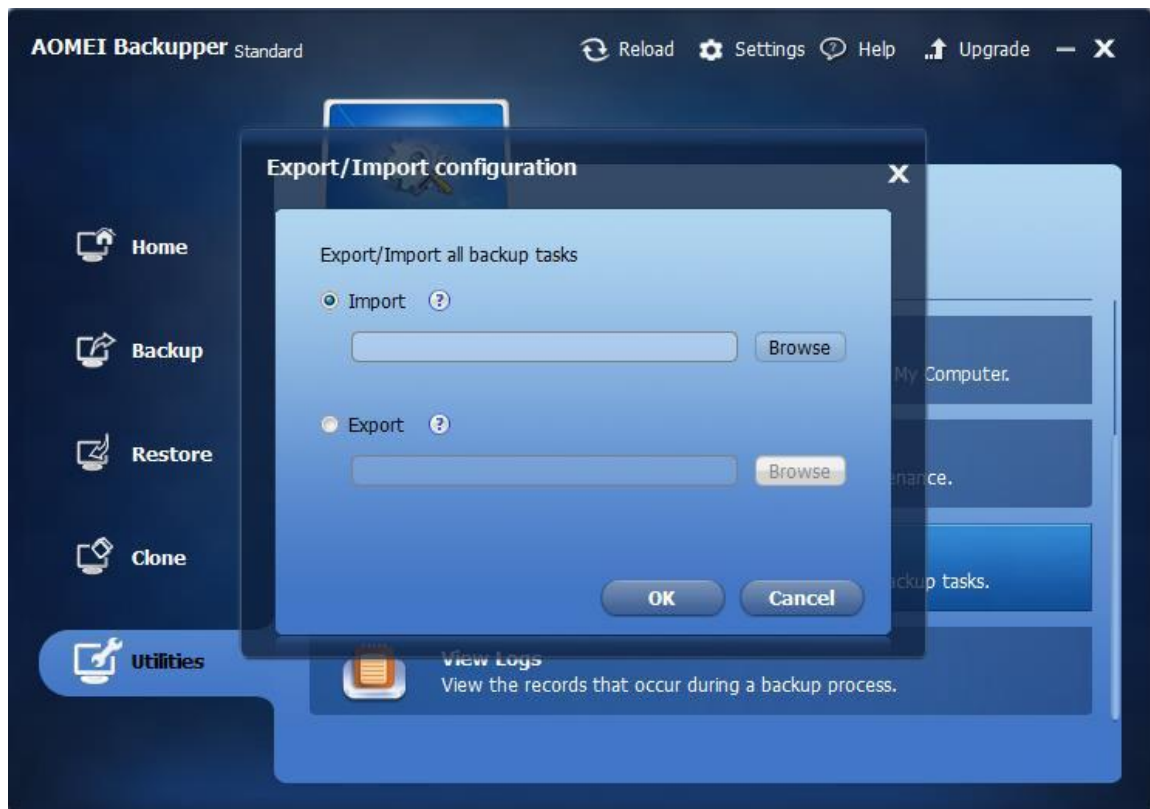 AOMEI Backupper Standard
Reload Settings Help Upgrade
Export/Import configuration
Home
Backup
Restore
Clone
Utilities
Export/Import all backup tasks
Import
Browse
Export
Browse
OK Cancel
My Computer.
tasks.
View Logs
View the records that occur during a backup process.